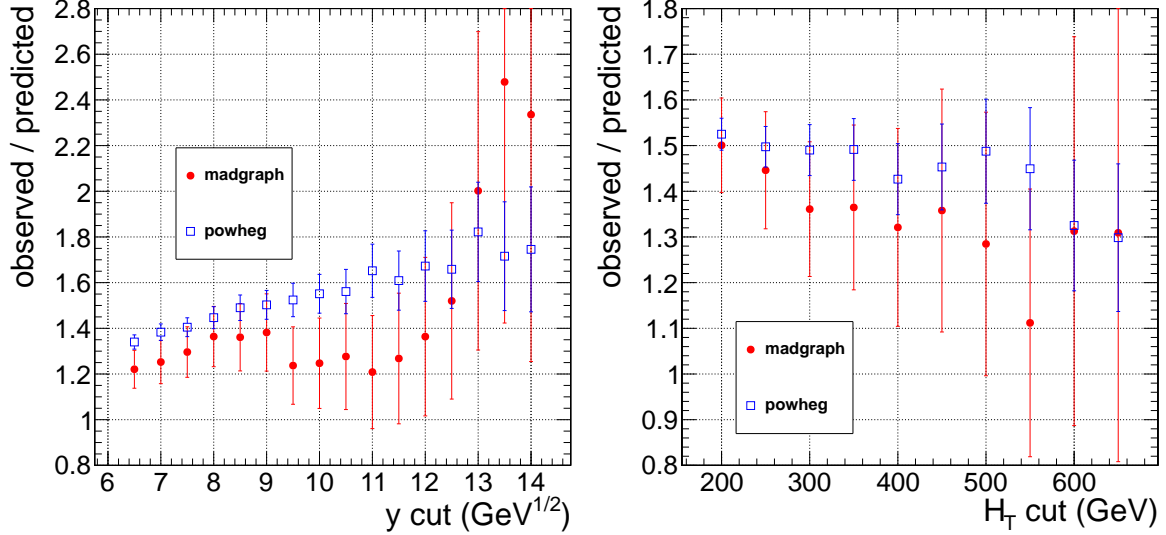 observed / predicted
2.8
2.6
2.4
2.2
2
1.8
1.6
1.4
1.2
1
0.8
madgraph
powheg
6 7 8 9 10 11 12 13 14
y cut (GeV^{1/2})
observed / predicted
1.8
1.7
1.6
1.5
1.4
1.3
1.2
1.1
1
0.9
0.8
madgraph
powheg
200 300 400 500 600
H_T cut (GeV)